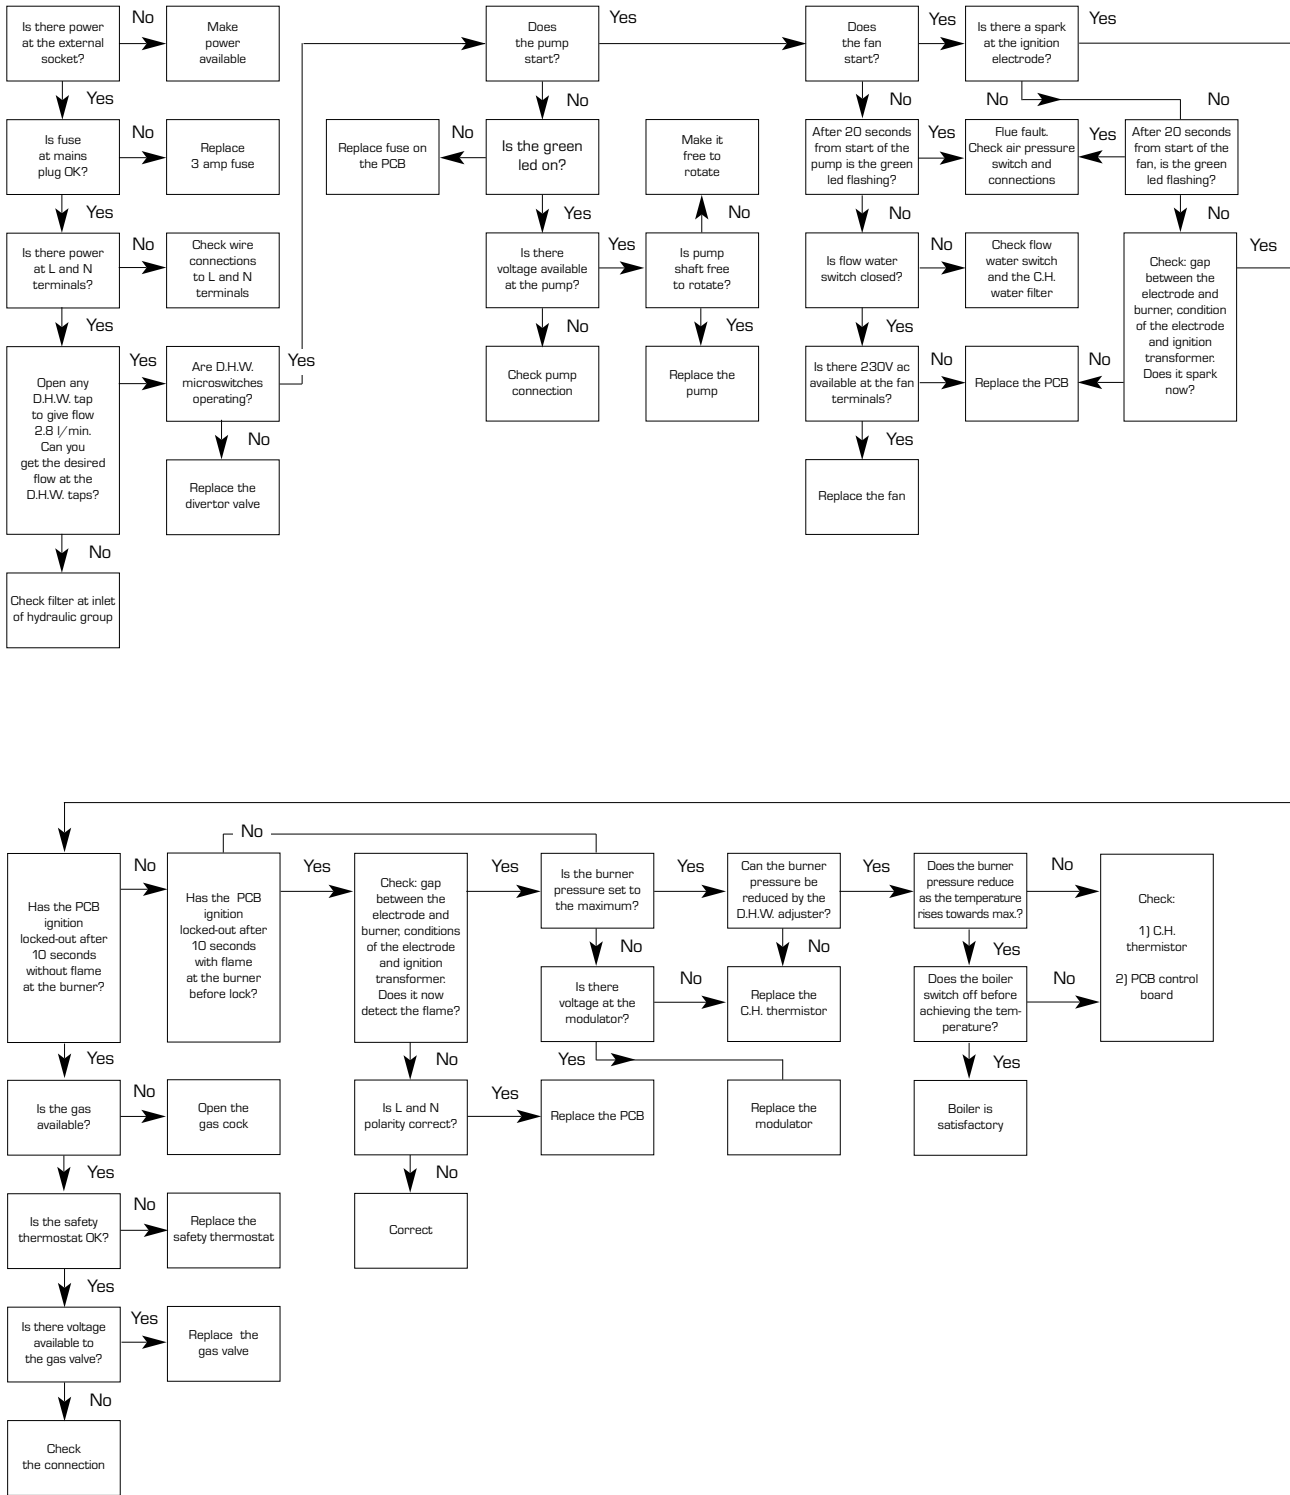 Is there power
at the external
socket?
No
Make
power
available
Yes
Is fuse
at mains
plug OK?
No
Replace
3 amp fuse
Yes
Is there power
at L and N
terminals?
No
Check wire
connections
to L and N
terminals
Yes
Open any
D.H.W. tap
to give flow
2.8 l/min.
Can you
get the desired
flow at the
D.H.W. taps?
Yes
Are D.H.W.
microswitches
operating?
Yes
No
Replace the
divertor valve
No
Check filter at inlet
of hydraulic group
Does
the pump
start?
Yes
No
Is the green
led on?
No
Replace fuse on
the PCB
Yes
Is there
voltage available
at the pump?
Yes
Is pump
shaft free
to rotate?
No
Make it
free to
rotate
No
Check pump
connection
Yes
Replace the
pump
Does
the fan
start?
Yes
Is there a spark
at the ignition
electrode?
Yes
No
After 20 seconds
from start of the
pump is the green
led flashing?
Yes
Flue fault.
Check air pressure
switch and
connections
No
No
Yes
After 20 seconds
from start of the
fan, is the green
led flashing?
No
Is flow water
switch closed?
No
Check flow
water switch
and the C.H.
water filter
No
Check: gap
between the
electrode and
burner, condition
of the electrode
and ignition
transformer.
Does it spark
now?
Yes
Yes
Is there 230V ac
available at the fan
terminals?
No
Replace the PCB
No
Yes
Replace the fan
Has the PCB
ignition
locked-out after
10 seconds
without flame
at the burner?
No
Has the PCB
ignition
locked-out after
10 seconds
with flame
at the burner
before lock?
No
Yes
Check: gap
between the
electrode and
burner, conditions
of the electrode
and ignition
transformer.
Does it now
detect the flame?
Yes
Is the burner
pressure set to
the maximum?
Yes
Can the burner
pressure be
reduced by the
D.H.W. adjuster?
Yes
Does the burner
pressure reduce
as the temperature
rises towards max.?
No
Check:
1) C.H.
thermistor
2) PCB control
board
No
Is there
voltage at the
modulator?
No
Replace the
C.H. thermistor
No
Yes
Does the boiler
switch off before
achieving the tem-
perature?
No
Yes
Is the gas
available?
No
Open the
gas cock
No
Is L and N
polarity correct?
Yes
Replace the PCB
Yes
Replace the
modulator
Yes
Boiler is
satisfactory
Yes
Is the safety
thermostat OK?
No
Replace the
safety thermostat
No
Correct
Yes
Is there voltage
available to
the gas valve?
Yes
Replace the
gas valve
No
Check
the connection